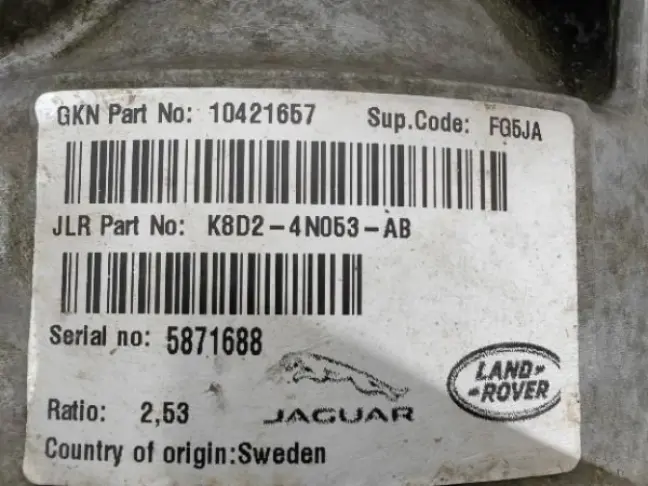 GKN Part No: 10421657 Sup.Code: FG5JA
JLR Part No: K8D2-4N053-AB
Serial no: 5871688
Ratio: 2,53
JAGUAR
LAND-
-ROVER
Country of origin:Sweden